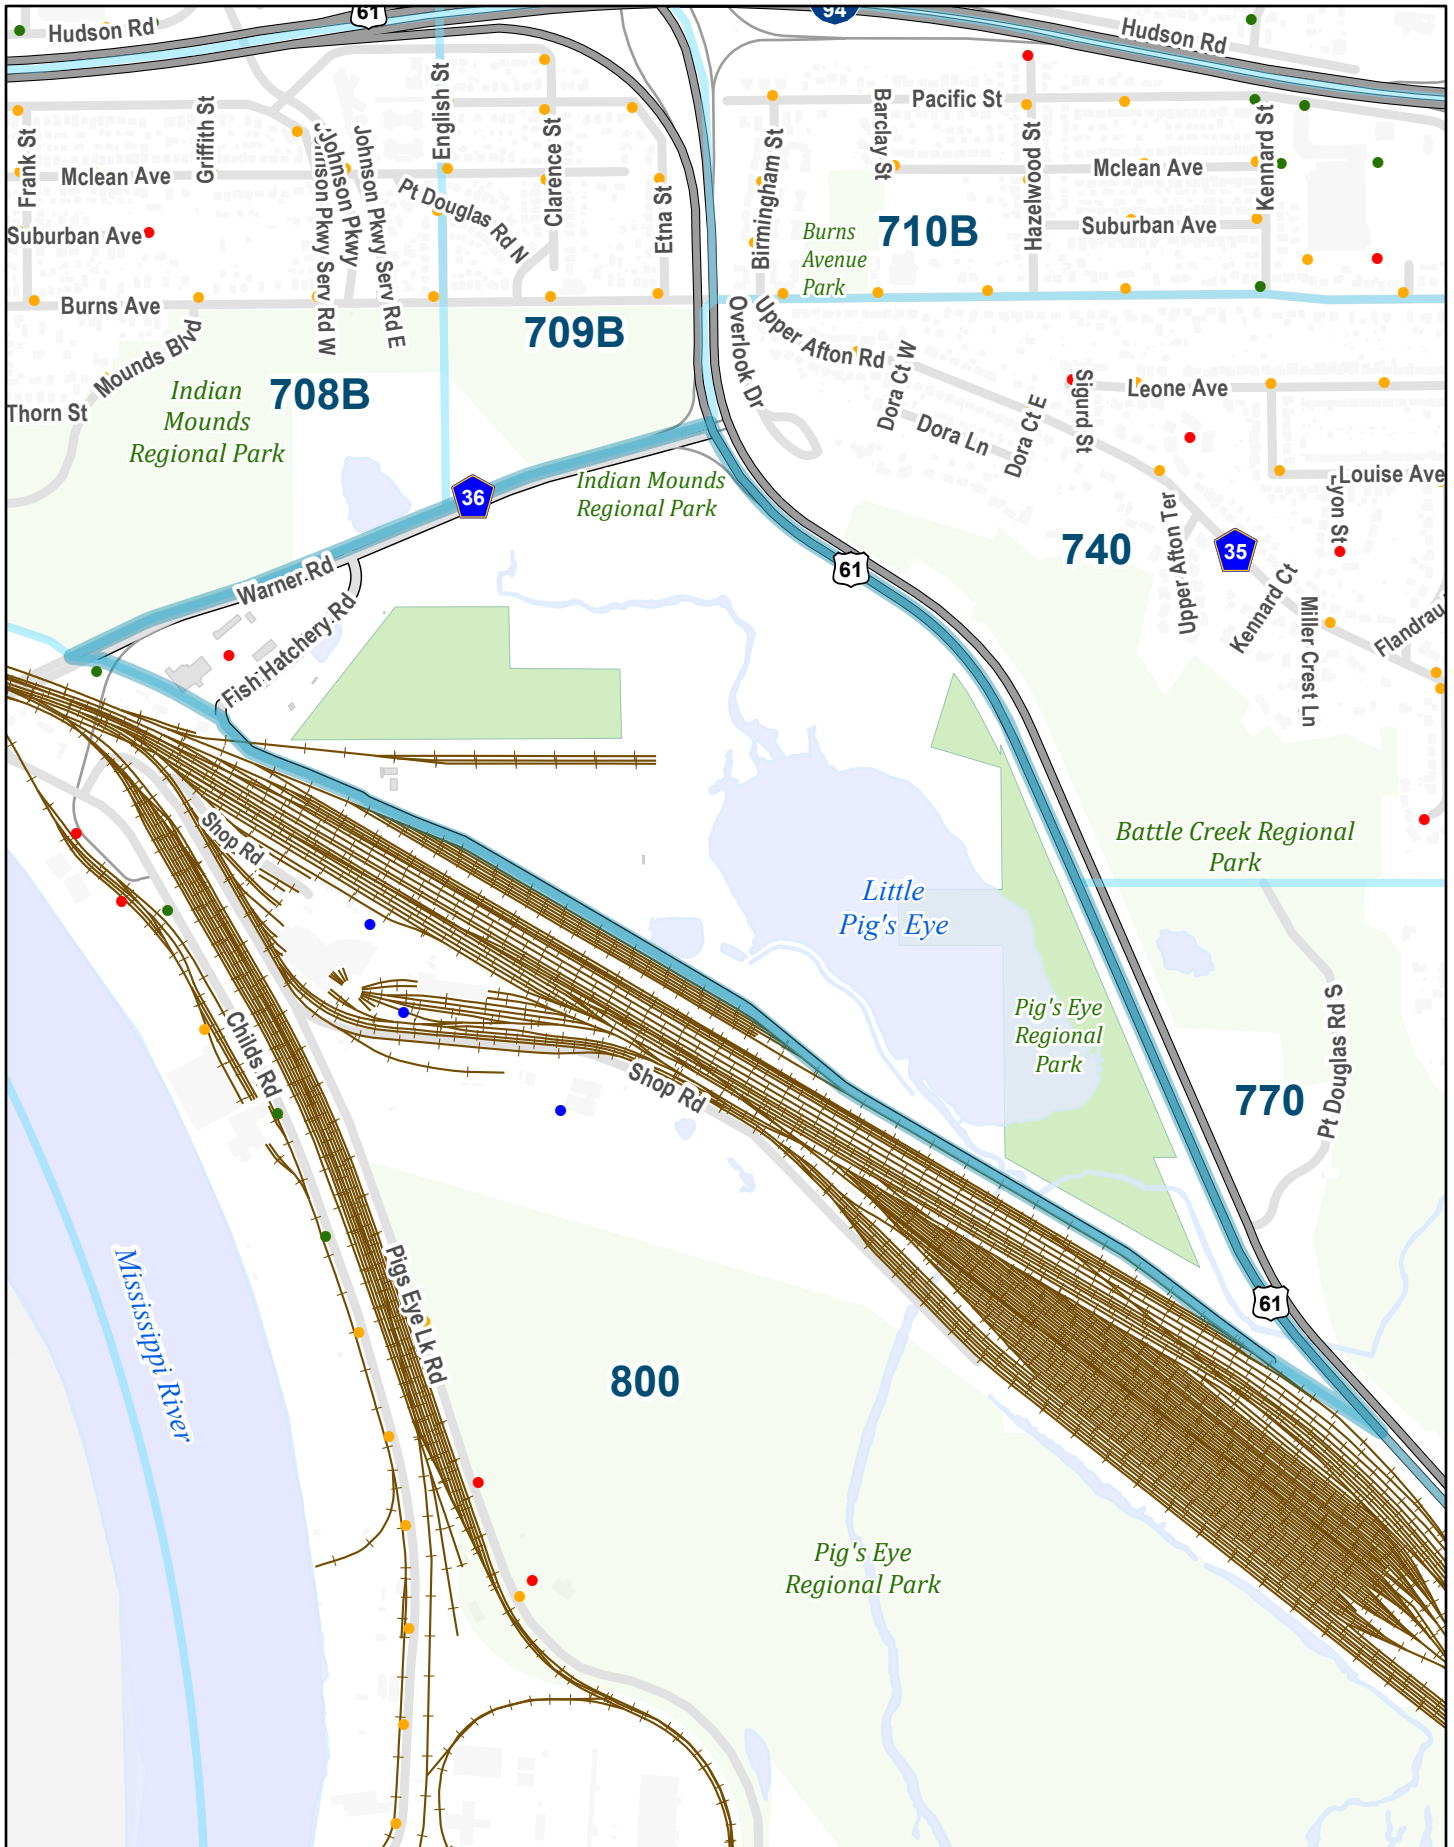 61
94
Hudson Rd
Hudson Rd
Pacific St
Frank St
Griffith St
Johnson Pkwy Serv Rd W
Johnson Pkwy
Johnson Pkwy Serv Rd E
English St
Clarence St
Etna St
Birmingham St
Barclay St
Hazelwood St
Kennard St
Mclean Ave
Mclean Ave
Pt Douglas Rd N
Suburban Ave
Suburban Ave
Burns
Avenue
Park
710B
Burns Ave
709B
Mounds Blvd
Overlook Dr
Upper Afton Rd
Dora Ct W
Dora Ln
Dora Ct E
Sigurd St
Leone Ave
Indian
Mounds
Regional Park
708B
Thorn St
Louise Ave
Indian Mounds
Regional Park
36
Upper Afton Ter
35
740
61
Warner Rd
Fish Hatchery Rd
Kennard Ct
Miller Crest Ln
Shop Rd
Battle Creek Regional
Park
Little
Pig's Eye
Pig's Eye
Regional
Park
Childs Rd
Shop Rd
770
Pt Douglas Rd S
Mississippi River
Pigs Eye Lk Rd
61
800
Pig's Eye
Regional Park